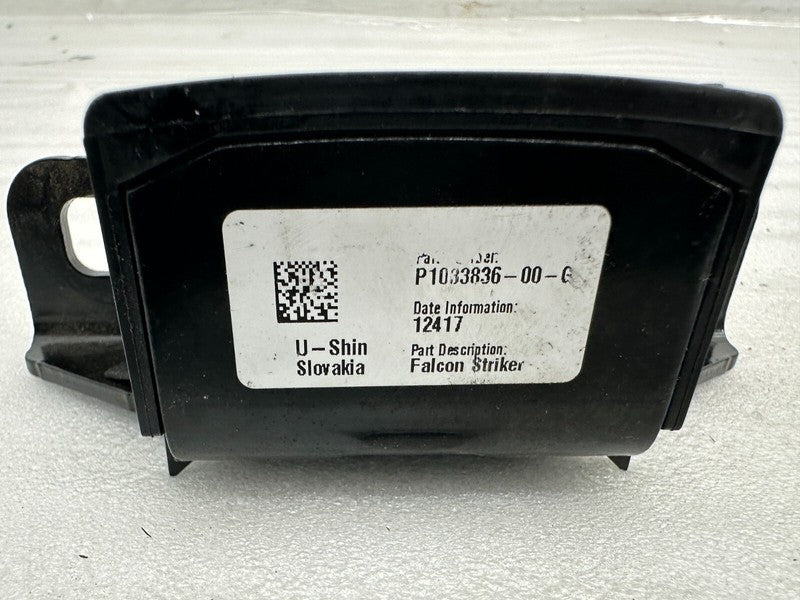 P1033836-00-G
Date Information:
12417
U-Shin
Slovakia
Part Description:
Falcon Striker